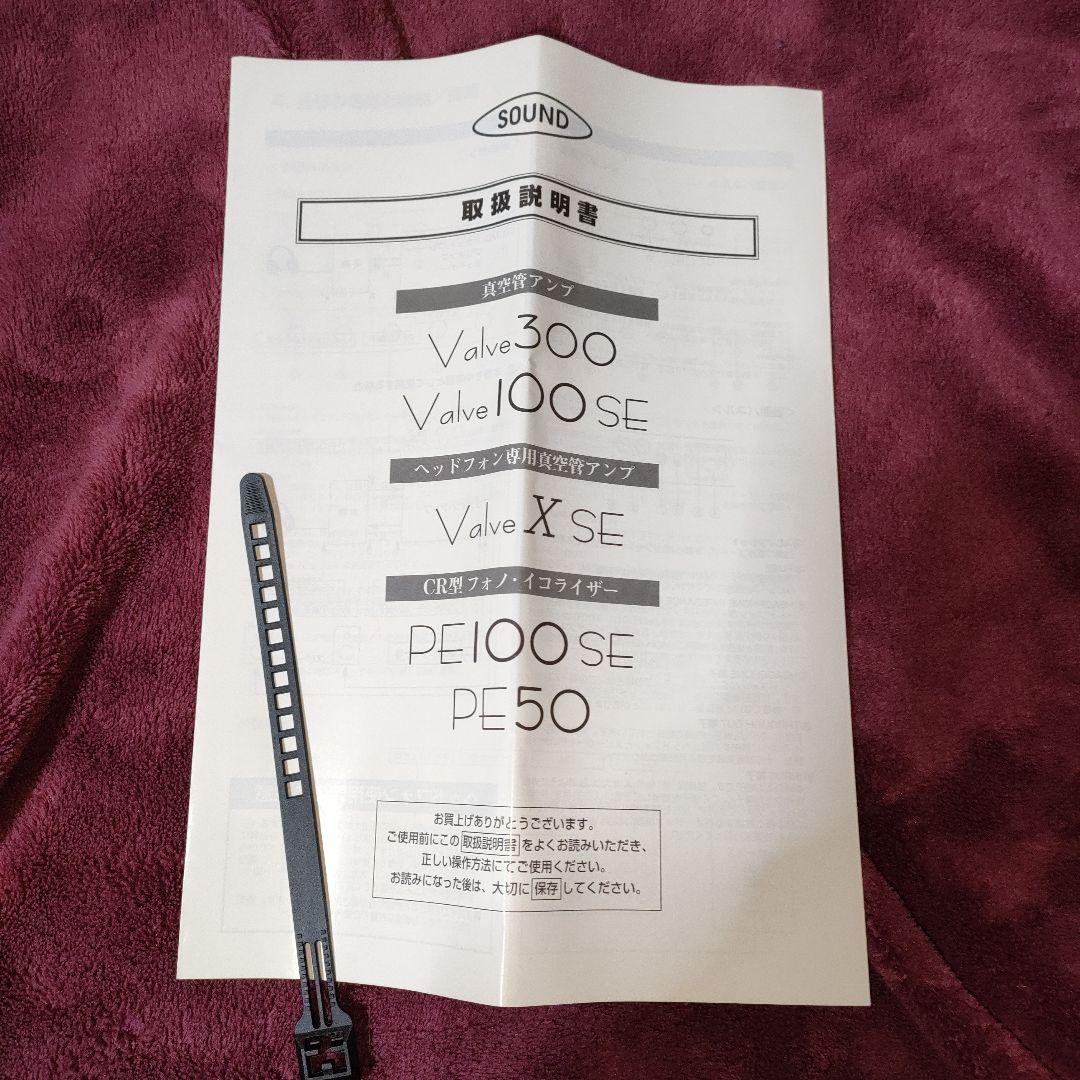 SOUND
取扱説明書
真空管アンプ
Valve300
Valve100SE
ヘッドフォン専用真空管アンプ
Valve X SE
CR型フォノ・イコライザー
PE100SE
PE50
お買上げありがとうございます。
ご使用前にこの取扱説明書をよくお読みいただき、
正しい操作方法にてご使用ください。
お読みになった後は、大切に保存してください。